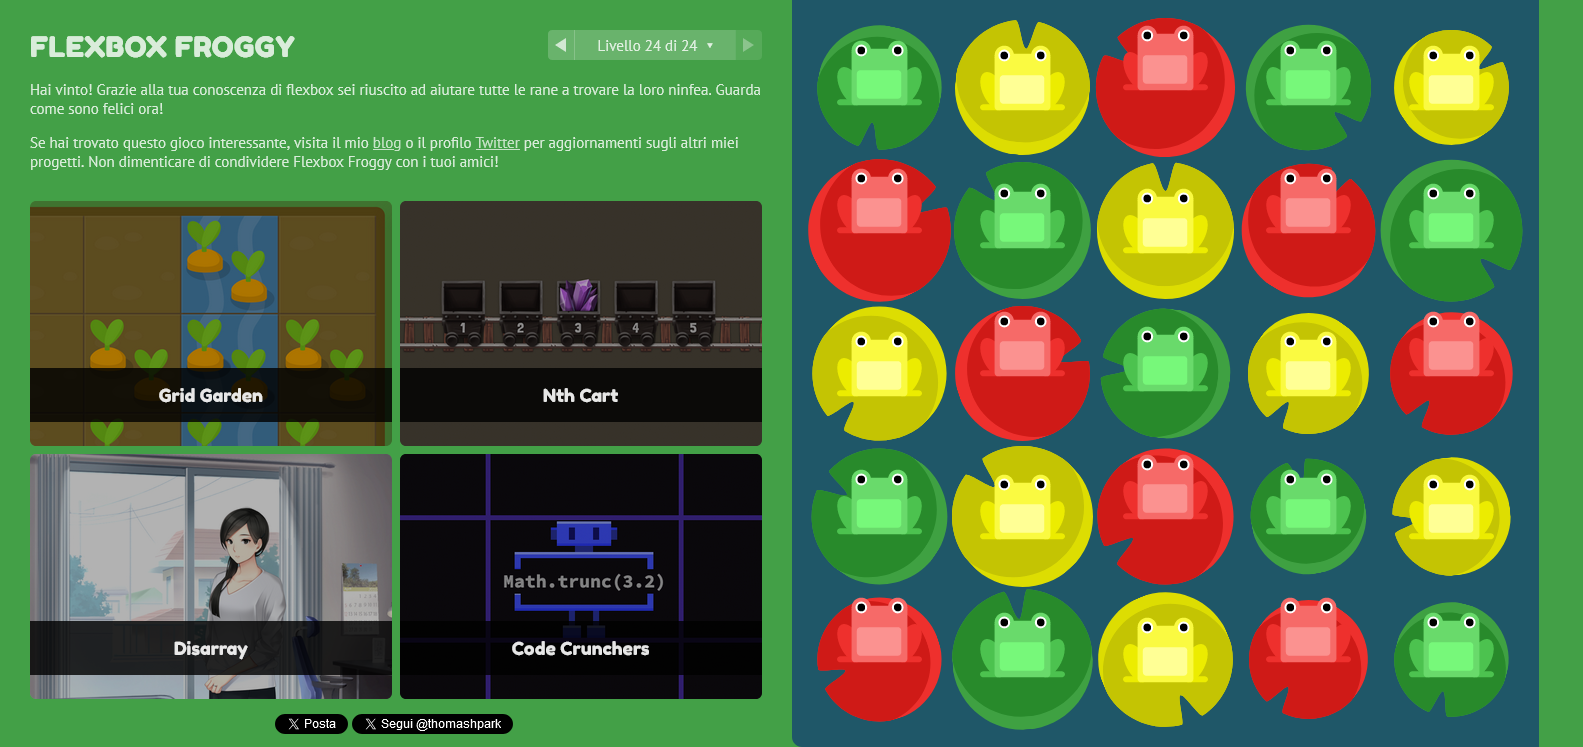 FLEXBOX FROGGY
◀ Livello 24 di 24 ▼ ▶
Hai vinto! Grazie alla tua conoscenza di flexbox sei riuscito ad aiutare tutte le rane a trovare la loro ninfea. Guarda
come sono felici ora!
Se hai trovato questo gioco interessante, visita il mio blog o il profilo Twitter per aggiornamenti sugli altri miei
progetti. Non dimenticare di condividere Flexbox Froggy con i tuoi amici!
Grid Garden
1 2 3 4 5
Nth Cart
Disarray
Math.trunc(3.2)
Code Crunchers
X Posta
X Segui @thomashpark